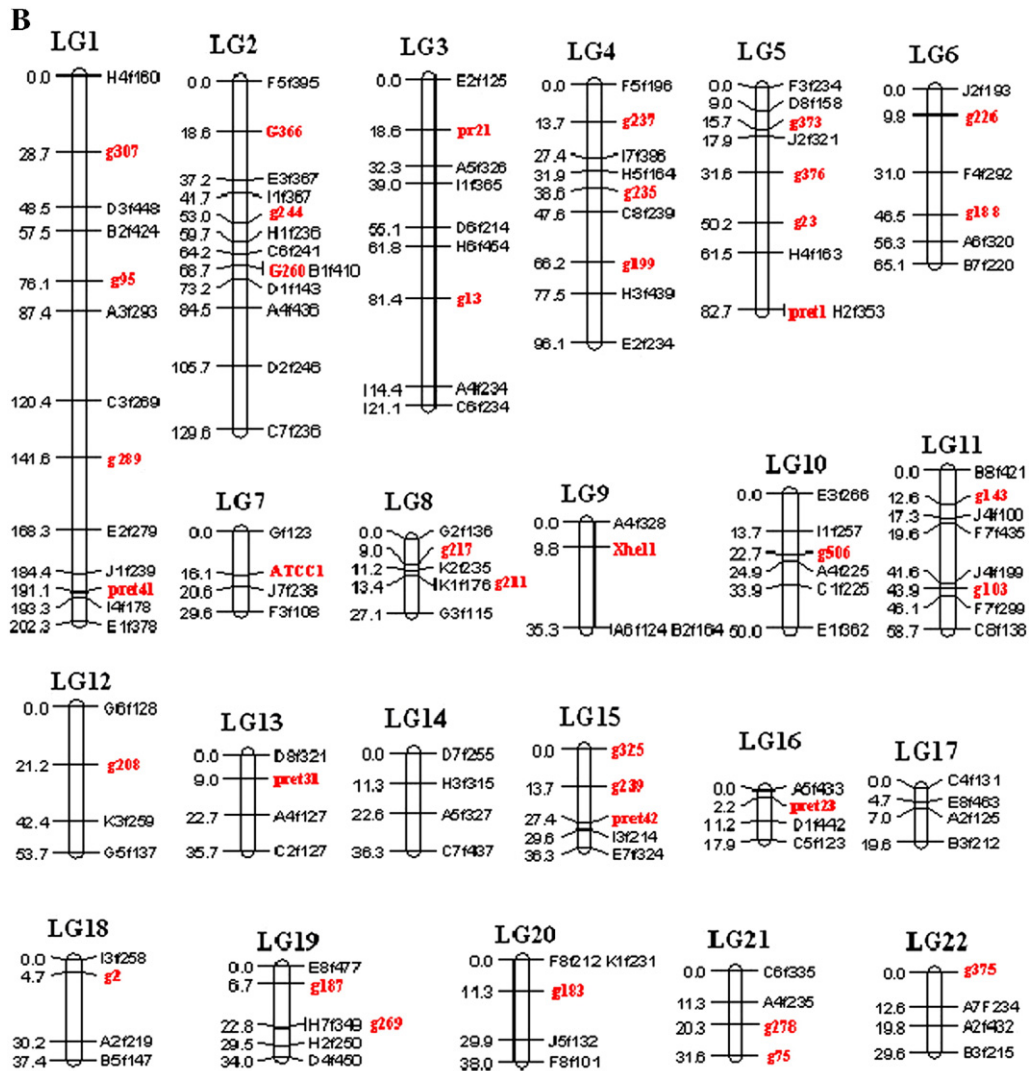 B
LG1
0.0 H4f160
28.7 g307
48.5 D3f448
57.5 B2f424
76.1 g95
87.4 A3f293
120.4 C3f269
141.6 g289
168.3 E2f279
184.4 J1f239
191.1 pret41
193.3 I4f178
202.3 E1f378
LG2
0.0 F5f395
18.6 G366
37.2 E3f367
41.7 I1f367
53.0 g244
59.7 H1f236
64.2 C6f241
68.7 G260 B1f410
73.2 D1f143
84.5 A4f436
105.7 D2f246
129.6 C7f236
LG3
0.0 E2f125
18.6 pr21
32.3 A5f326
39.0 I1f365
55.1 D6f214
61.8 H6f454
81.4 g13
114.4 A4f234
121.1 C6f234
LG4
0.0 F5f196
13.7 g237
27.4 I7f386
31.9 H5f164
38.6 g235
47.6 C8f239
66.2 g199
77.5 H3f439
96.1 E2f234
LG5
0.0 F3f234
9.0 D8f158
15.7 g373
17.9 J2f321
31.6 g376
50.2 g23
61.5 H4f163
82.7 pret1 H2f353
LG6
0.0 J2f193
9.8 g226
31.0 F4f292
46.5 g188
56.3 A6f320
65.1 B7f220
LG7
0.0 Gf123
16.1 ATCC1
20.6 J7f238
29.6 F3f108
LG8
0.0 G2f136
9.0 g217
11.2 K2f235
13.4 K1f176 g211
27.1 G3f115
LG9
0.0 A4f328
9.8 Xhel1
35.3 A6f124 B2f164
LG10
0.0 E3f266
13.7 I1f257
22.7 g506
24.9 A4f225
33.9 C1f225
50.0 E1f362
LG11
0.0 B8f421
12.6 g143
17.3 J4f100
19.6 F7f435
41.6 J4f199
43.9 g103
46.1 F7f299
58.7 C8f138
LG12
0.0 G6f128
21.2 g208
42.4 K3f259
53.7 G5f137
LG13
0.0 D8f321
9.0 pret31
22.7 A4f127
35.7 C2f127
LG14
0.0 D7f255
11.3 H3f315
22.6 A5f327
36.3 C7f437
LG15
0.0 g325
13.7 g239
27.4 pret42
29.6 I3f214
36.3 E7f324
LG16
0.0 A5f433
2.2 pret23
11.2 D1f442
17.9 C5f123
LG17
0.0 C4f131
4.7 E8f463
7.0 A2f125
19.6 B3f212
LG18
0.0 I3f258
4.7 g2
30.2 A2f219
37.4 B5f147
LG19
0.0 E8f477
6.7 g187
22.8 H7f349 g269
29.5 H2f250
34.0 D4f450
LG20
0.0 F8f212 K1f231
11.3 g183
29.9 J5f132
38.0 F8f101
LG21
0.0 C6f335
11.3 A4f235
20.3 g278
31.6 g75
LG22
0.0 g375
12.6 A7F234
19.8 A2f432
29.6 B3f215